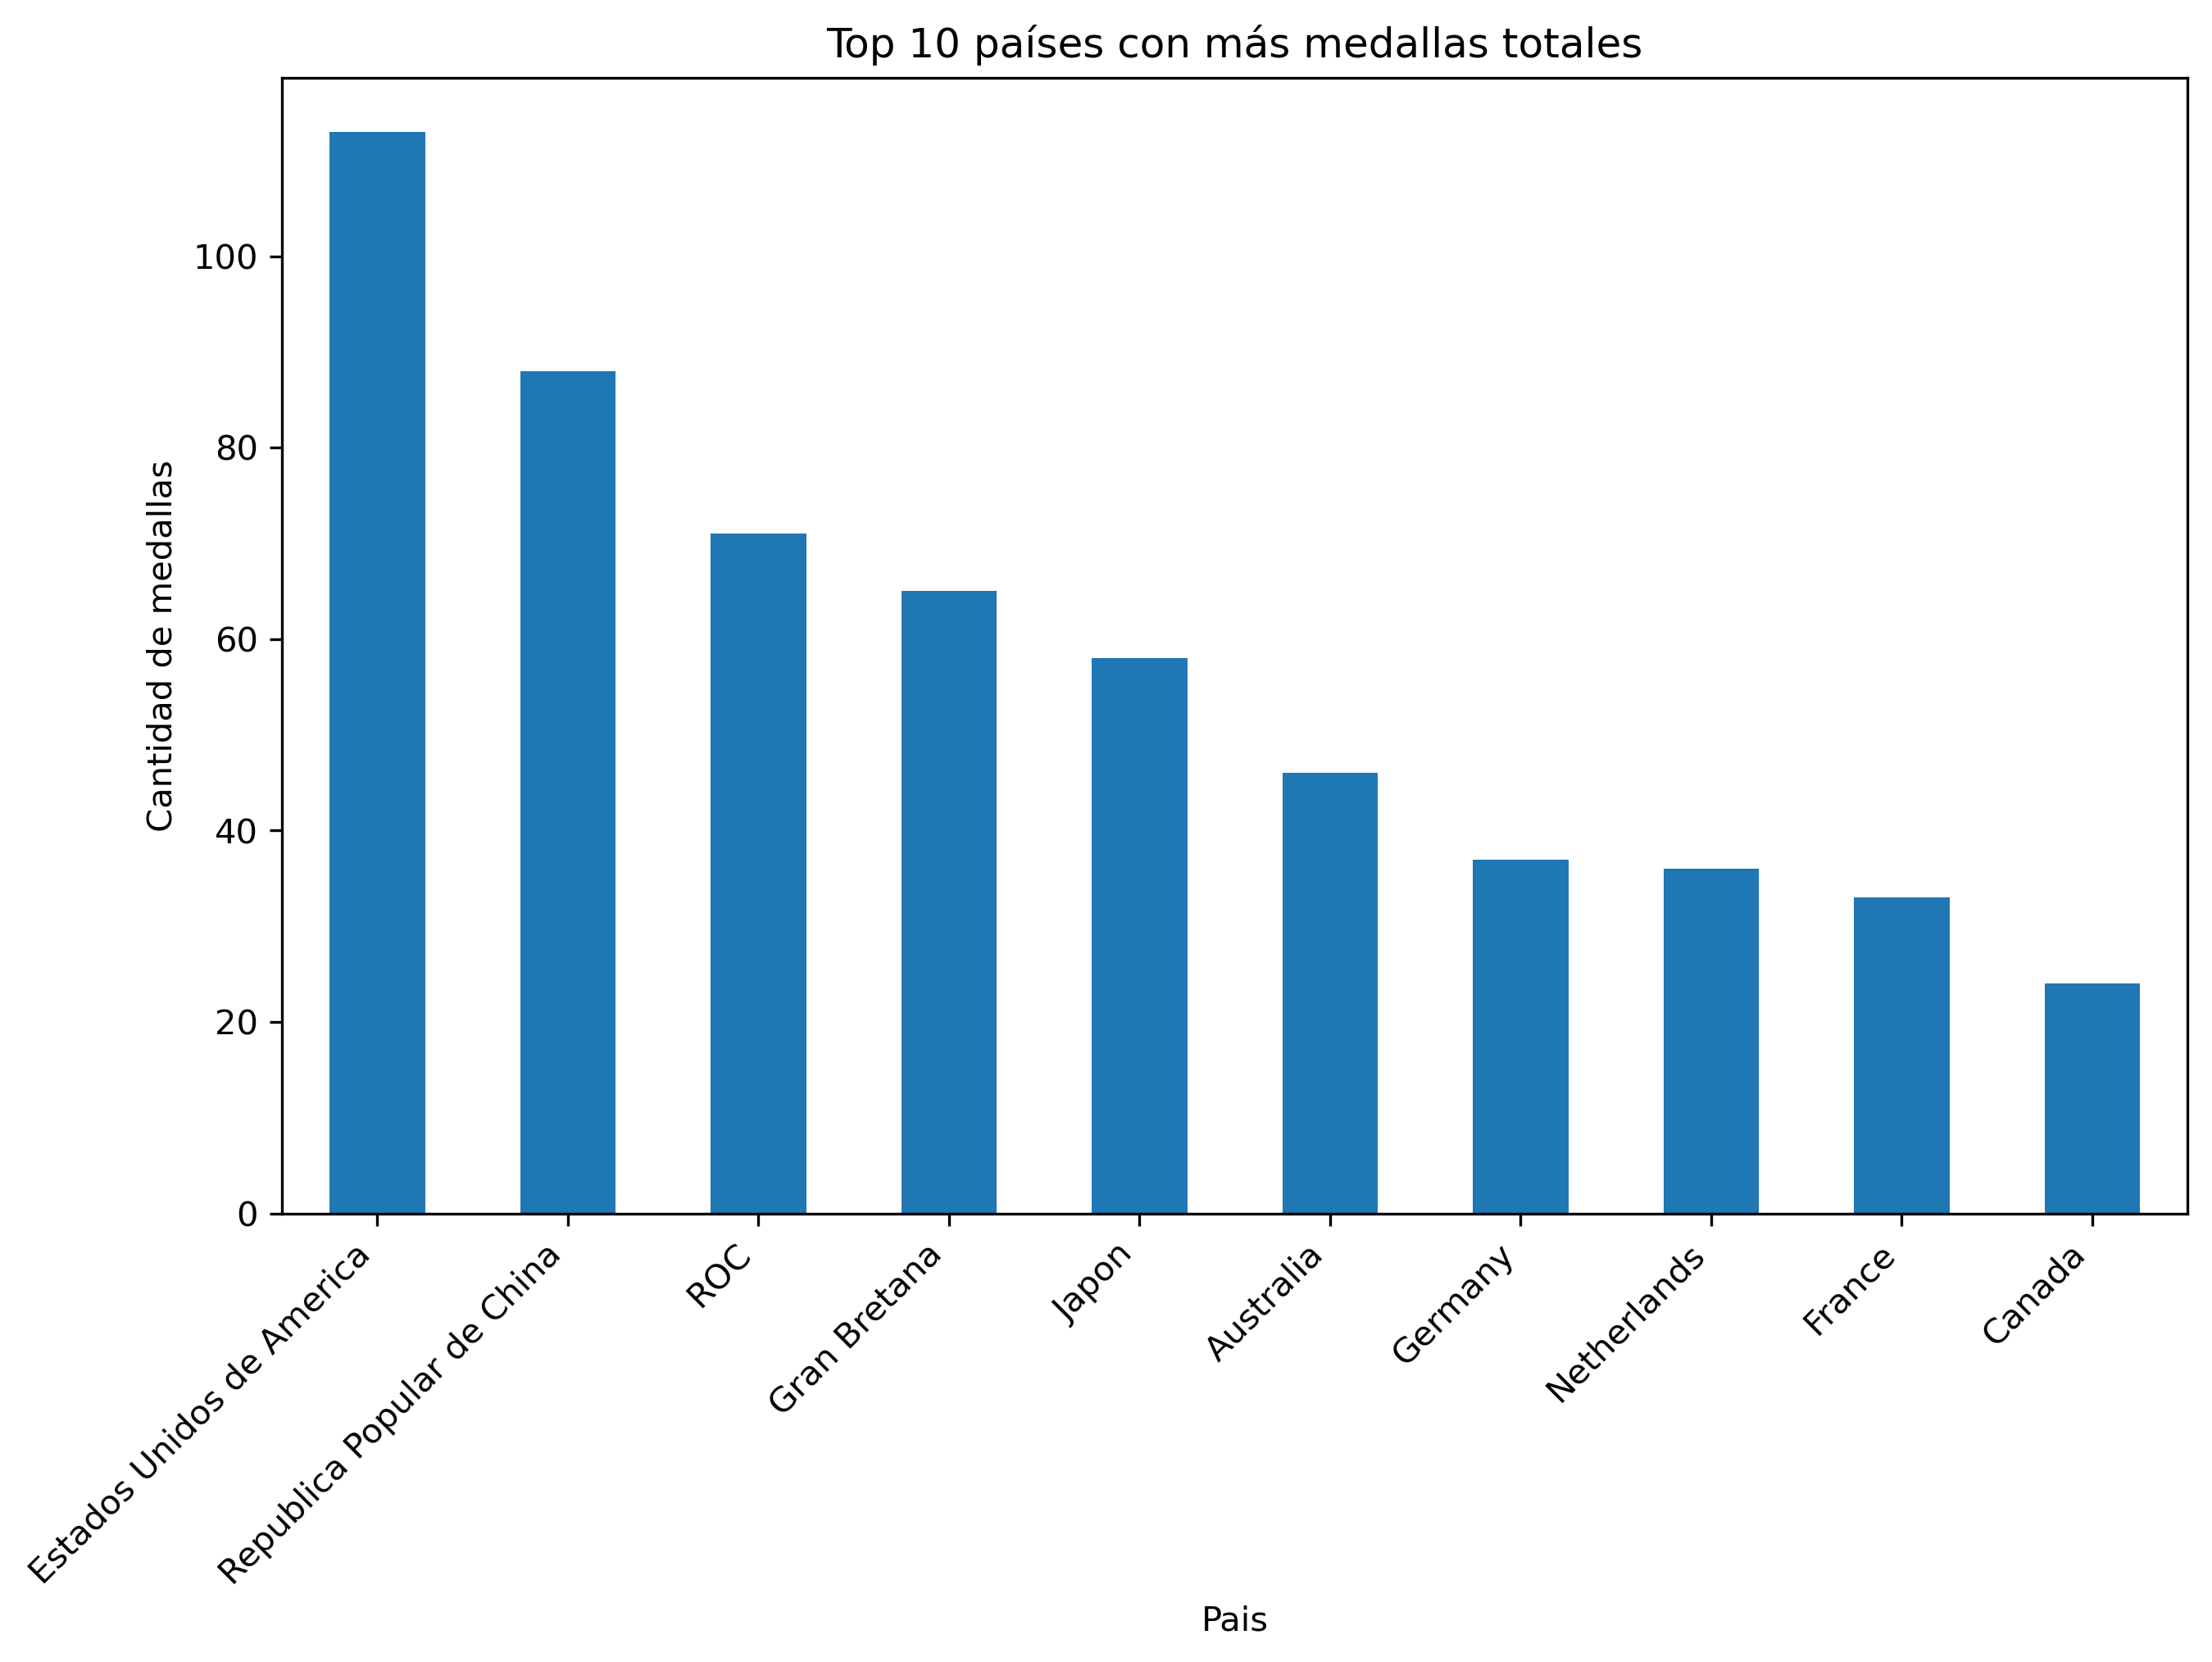 Top 10 países con más medallas totales
Cantidad de medallas
100
80
60
40
20
0
Estados Unidos de America
Republica Popular de China
ROC
Gran Bretana
Japon
Australia
Germany
Netherlands
France
Canada
Pais